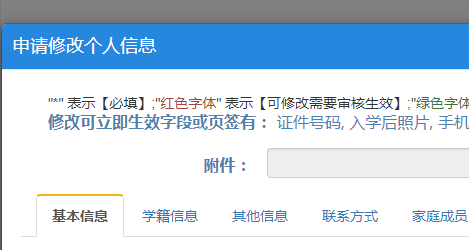 申请修改个人信息
"*" 表示【必填】;"红色字体" 表示【可修改需要审核生效】;"绿色字体
修改可立即生效字段或页签有： 证件号码, 入学后照片, 手机
附件：
基本信息 学籍信息 其他信息 联系方式 家庭成员